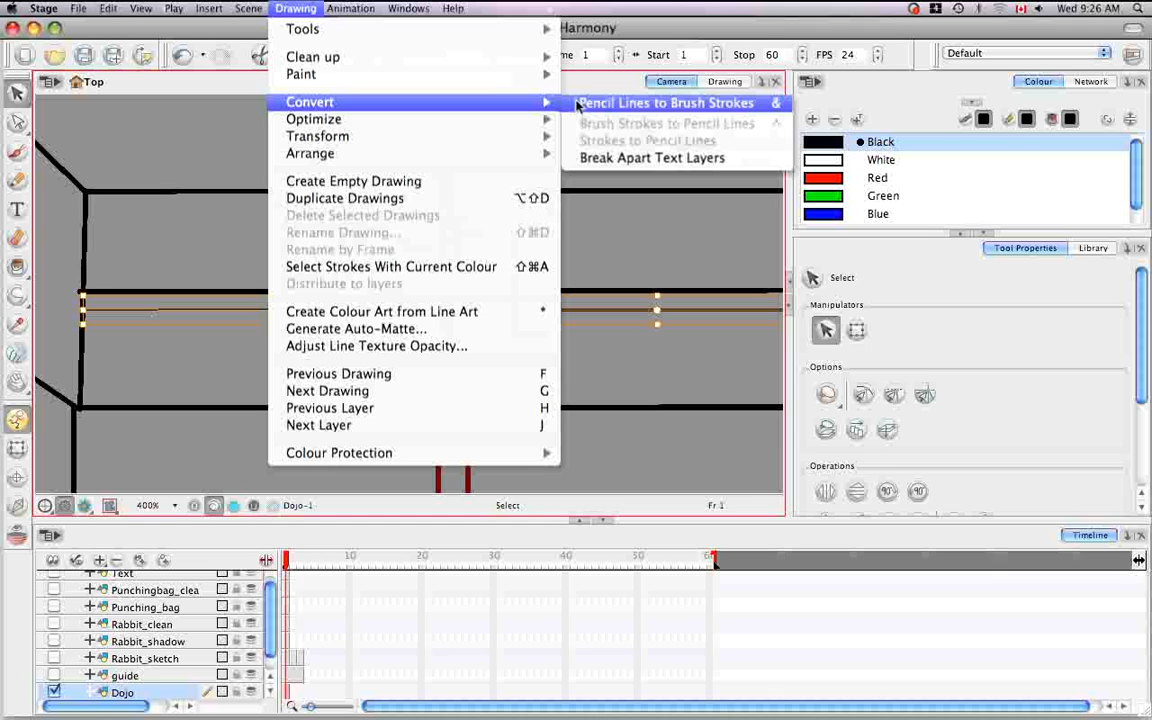 Stage File Edit View Play Insert Scene Drawing Animation Windows Help Wed 9:26 AM
Harmony
me 1 Start 1 Stop 60 FPS 24 Default
Top Camera Drawing Colour Network
Tools
Clean up
Paint
Convert
Optimize
Transform
Arrange
Create Empty Drawing
Duplicate Drawings ⌥⇧D
Delete Selected Drawings
Rename Drawing... ⇧⌘D
Rename by Frame
Select Strokes With Current Colour ⇧⌘A
Distribute to layers
Create Colour Art from Line Art *
Generate Auto-Matte...
Adjust Line Texture Opacity...
Previous Drawing F
Next Drawing G
Previous Layer H
Next Layer J
Colour Protection
Pencil Lines to Brush Strokes &
Brush Strokes to Pencil Lines ^
Strokes to Pencil Lines
Break Apart Text Layers
Black
White
Red
Green
Blue
Tool Properties Library
Select
Manipulators
Options
Operations
T
400% Dojo-1 Select Fr 1
Timeline
10 20 30 40 50 60
Text
Punchingbag_clea
Punching_bag
Rabbit_clean
Rabbit_shadow
Rabbit_sketch
guide
Dojo